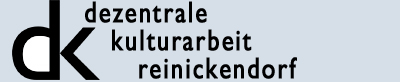 dk
dezentrale
kulturarbeit
reinickendorf